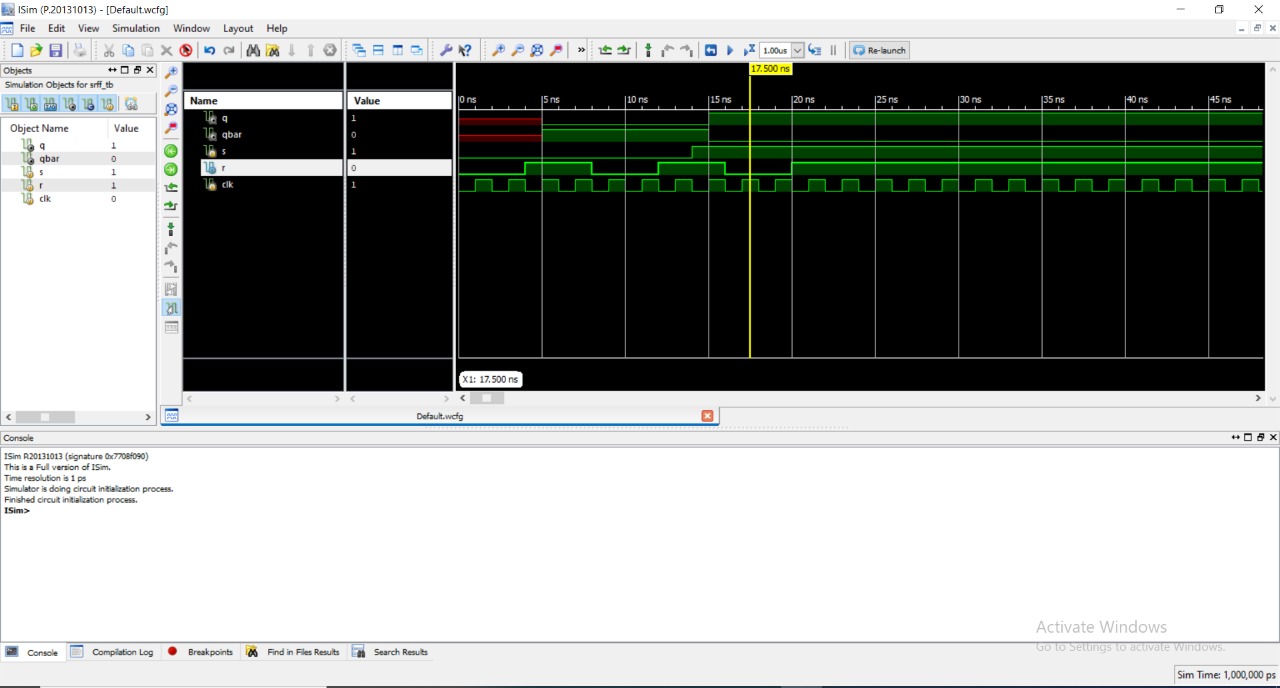 ISim (P.20131013) - [Default.wcfg]
File Edit View Simulation Window Layout Help
1.00us Re-launch
Objects
Simulation Objects for srff_tb
Object Name Value
q 1
qbar 0
s 1
r 1
clk 0
Name Value
q 1
qbar 0
s 1
r 0
clk 1
17.500 ns
0 ns 5 ns 10 ns 15 ns 20 ns 25 ns 30 ns 35 ns 40 ns 45 ns
X1: 17.500 ns
Default.wcfg
Console
ISim P.20131013 (signature 0x7708f090)
This is a Full version of ISim.
Time resolution is 1 ps
Simulator is doing circuit initialization process.
Finished circuit initialization process.
ISim>
Activate Windows
Go to Settings to activate Windows.
Console Compilation Log Breakpoints Find in Files Results Search Results
Sim Time: 1,000,000 ps